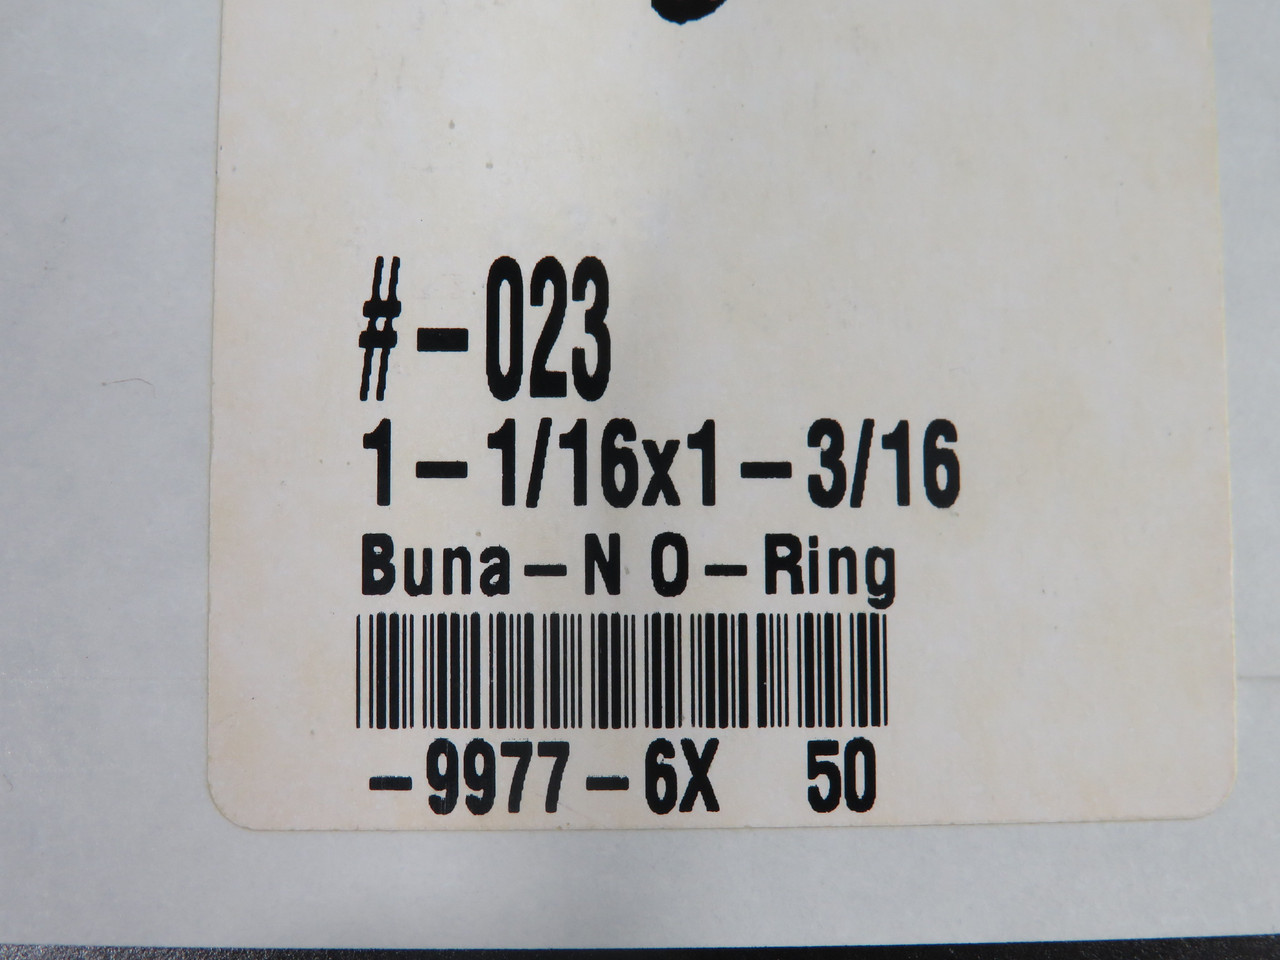 #-023
1-1/16x1-3/16
Buna-N O-Ring
-9977-6X 50